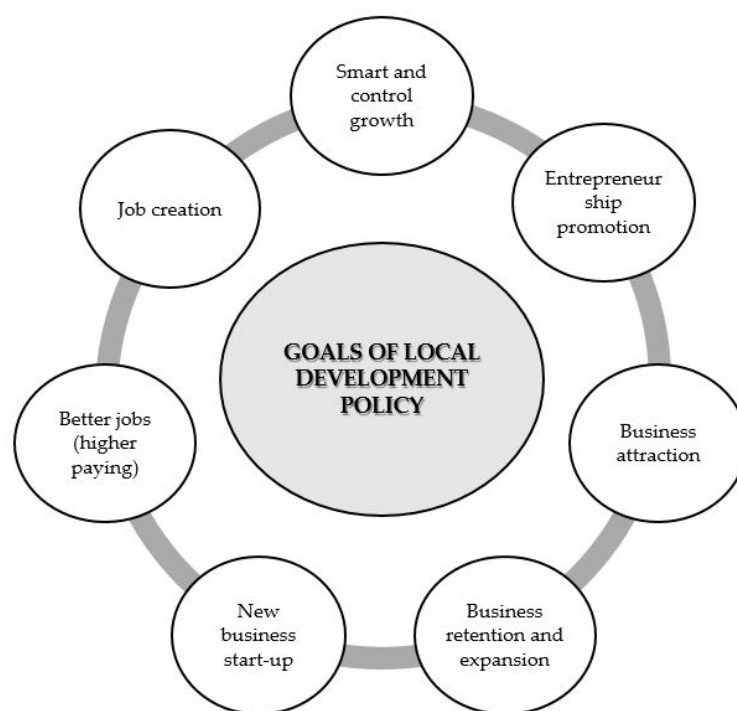 Smart and
control
growth
Entrepreneur
ship
promotion
Business
attraction
Business
retention and
expansion
New
business
start-up
Better jobs
(higher
paying)
Job creation
GOALS OF LOCAL
DEVELOPMENT
POLICY